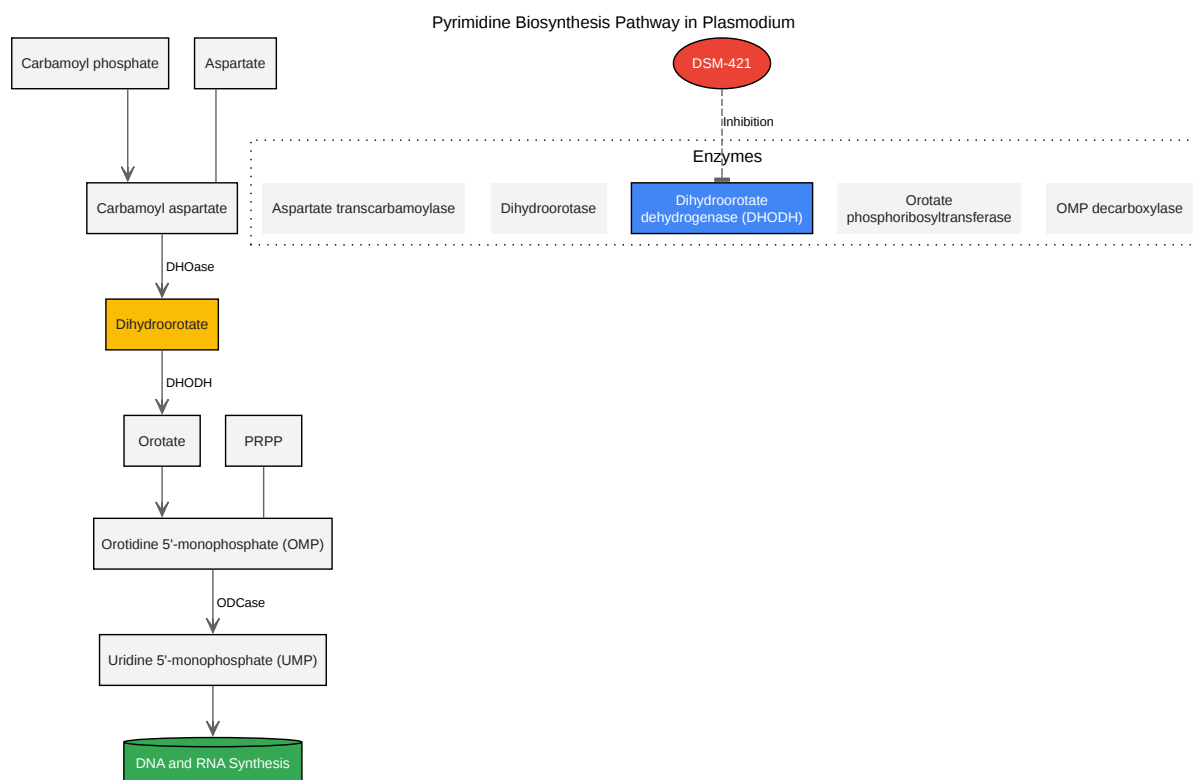 Pyrimidine Biosynthesis Pathway in Plasmodium
Carbamoyl phosphate
Aspartate
DSM-421
Inhibition
Enzymes
Carbamoyl aspartate
Aspartate transcarbamoylase
Dihydroorotase
Dihydroorotate
dehydrogenase (DHODH)
Orotate
phosphoribosyltransferase
OMP decarboxylase
DHOase
Dihydroorotate
DHODH
Orotate
PRPP
Orotidine 5'-monophosphate (OMP)
ODCase
Uridine 5'-monophosphate (UMP)
DNA and RNA Synthesis